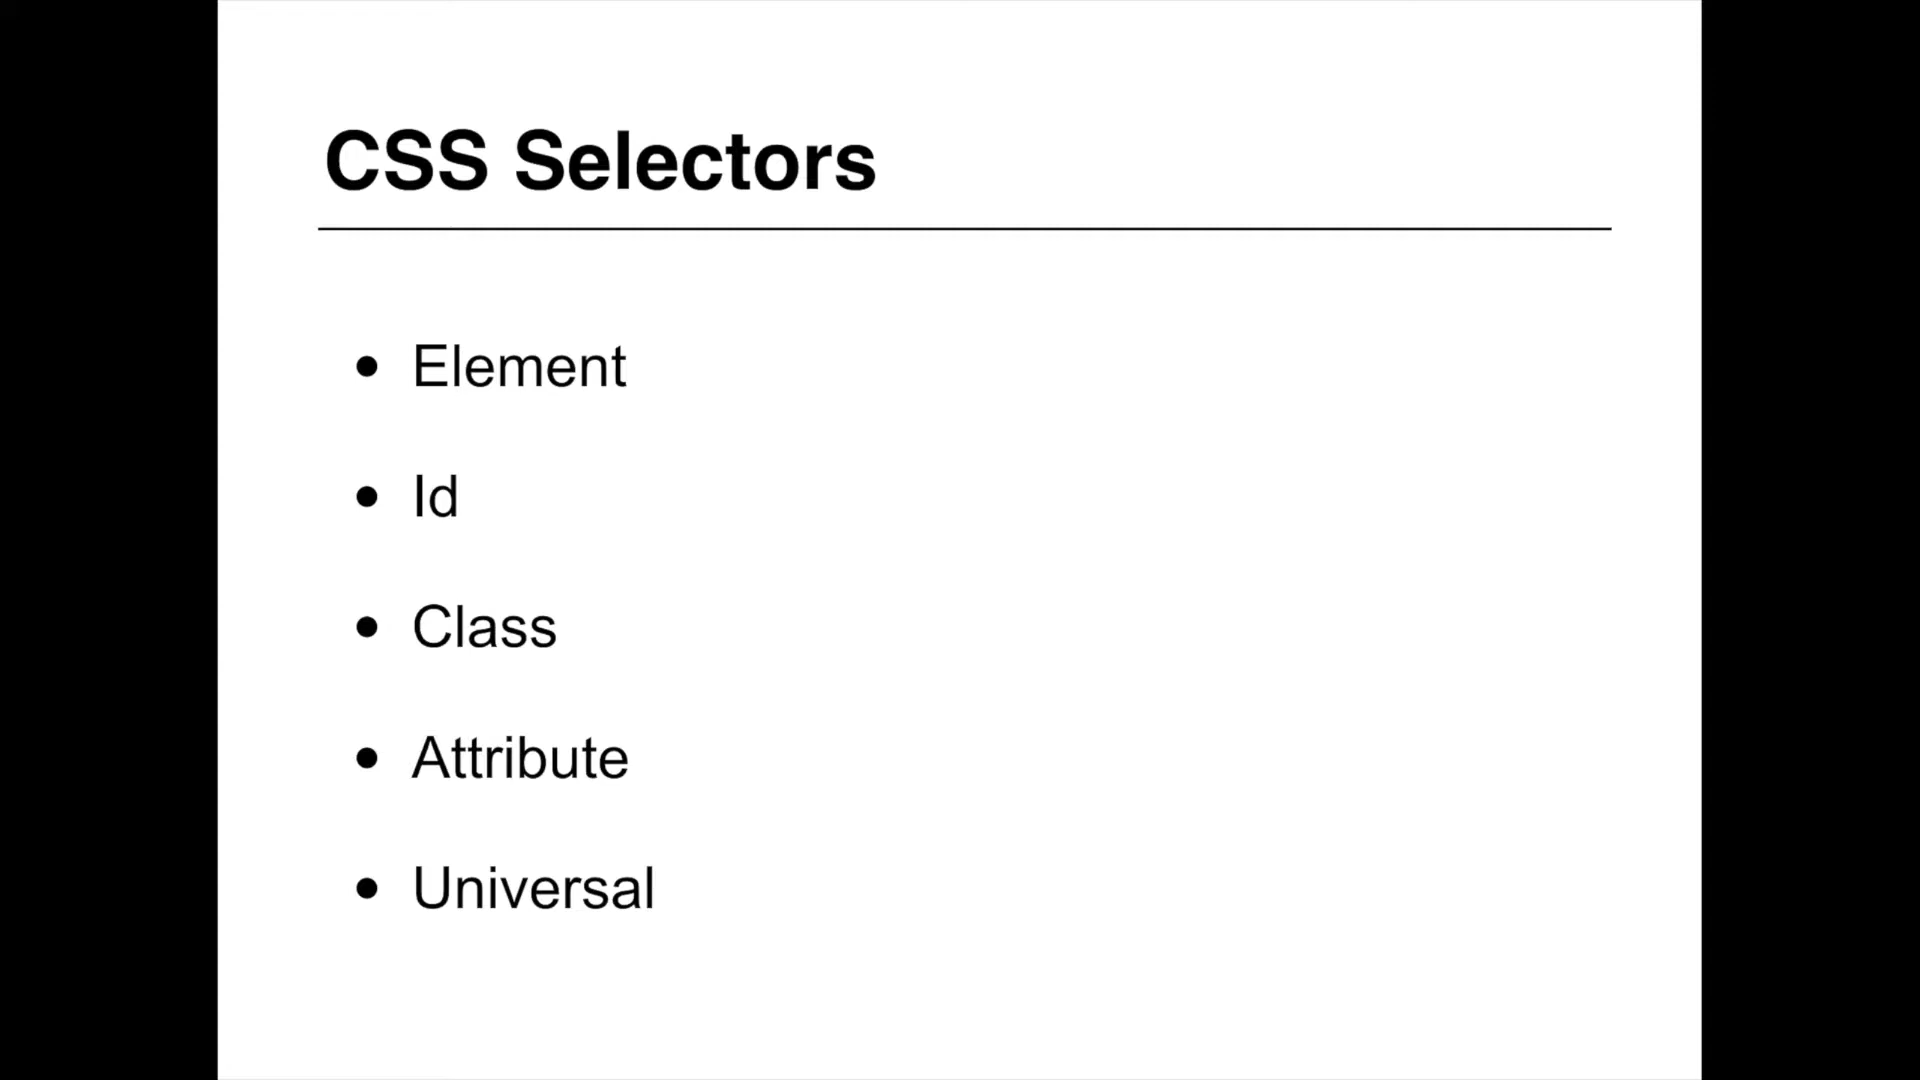 CSS Selectors
• Element
• Id
• Class
• Attribute
• Universal